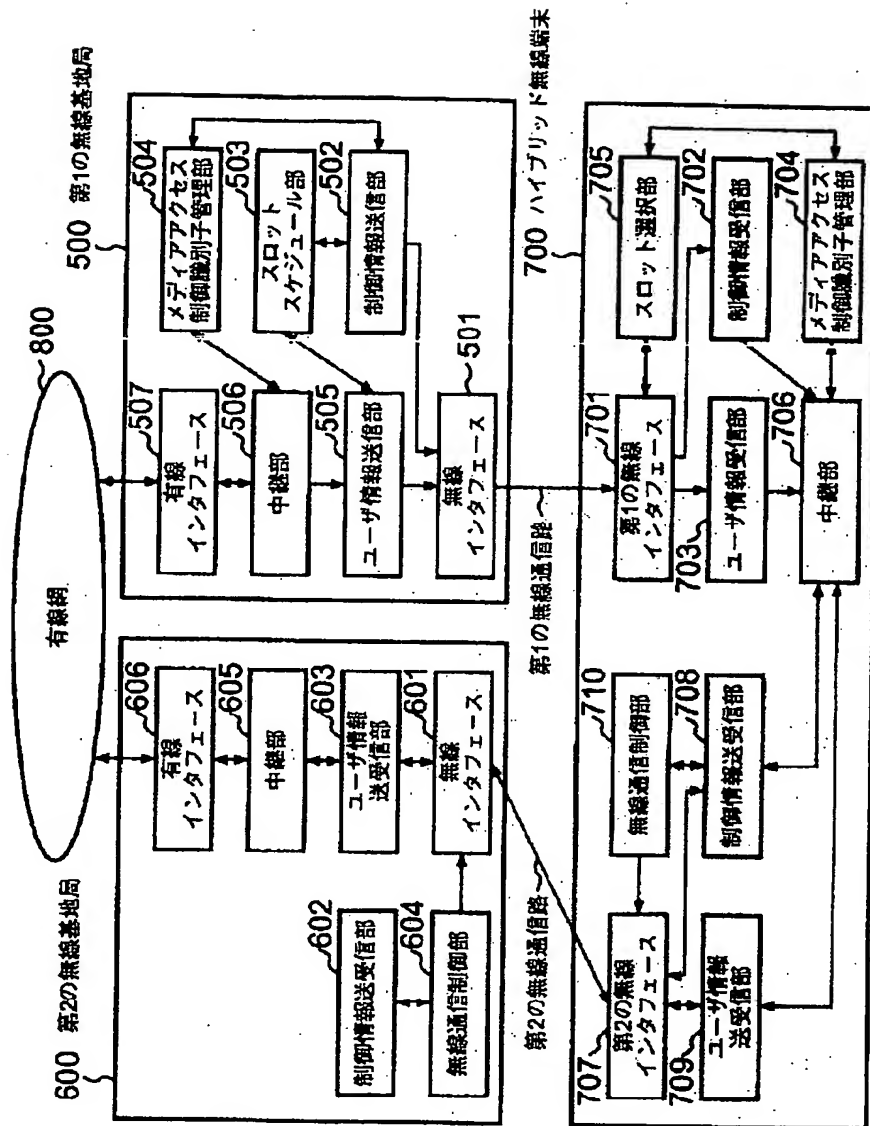 800
有線網
500 第1の無線基地局
507
有線
インタフェース
506
中継部
505
ユーザ情報送信部
501
無線
インタフェース
504
メディアアクセス
制御識別子管理部
503
スロット
スケジュール部
502
制御情報送信部
600 第2の無線基地局
606
有線
インタフェース
605
中継部
603
ユーザ情報
送受信部
601
無線
インタフェース
602
制御情報送受信部
604
無線通信制御部
第1の無線通信路
第2の無線通信路
700 ハイブリッド無線端末
701
第1の無線
インタフェース
703
ユーザ情報受信部
706
中継部
705
スロット選択部
702
制御情報受信部
704
メディアアクセス
制御識別子管理部
710
無線通信制御部
708
制御情報送受信部
707
第2の無線
インタフェース
709
ユーザ情報
送受信部